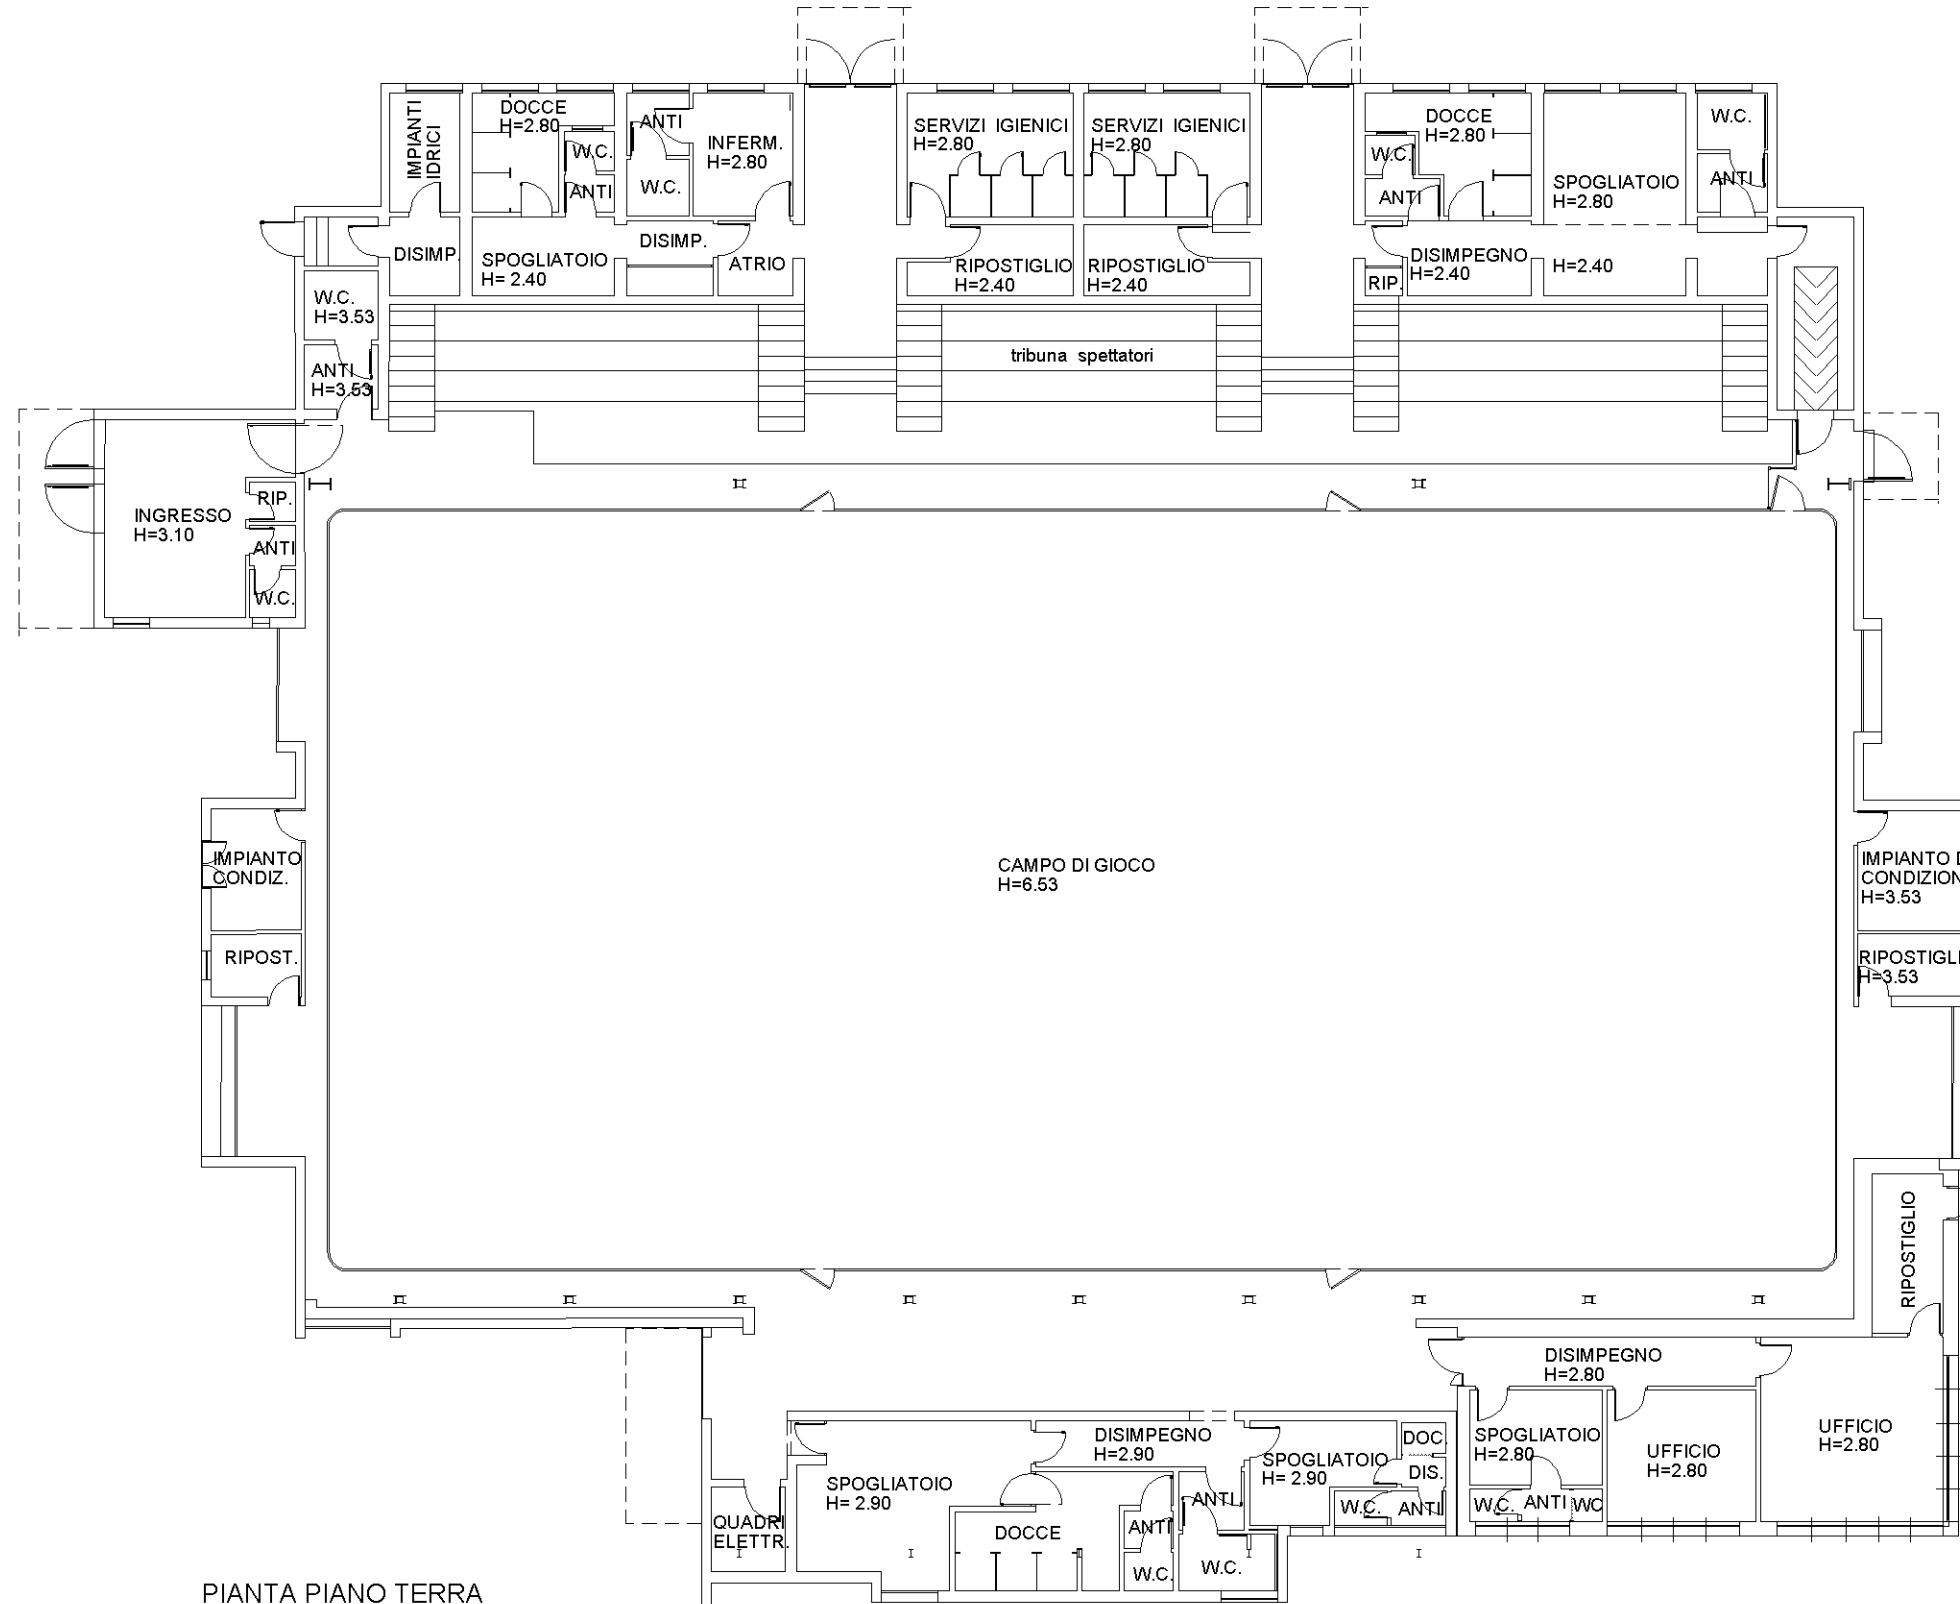 IMPIANTI
IDRICI
DOCCE
H=2.80
W.C.
ANTI
ANTI
W.C.
INFERM.
H=2.80
SERVIZI IGIENICI
H=2.80
SERVIZI IGIENICI
H=2.80
DOCCE
H=2.80
W.C.
ANTI
SPOGLIATOIO
H=2.80
W.C.
ANTI
DISIMP.
SPOGLIATOIO
H= 2.40
DISIMP.
ATRIO
RIPOSTIGLIO
H=2.40
RIPOSTIGLIO
H=2.40
RIP.
DISIMPEGNO
H=2.40
H=2.40
W.C.
H=3.53
ANTI
H=3.53
tribuna spettatori
INGRESSO
H=3.10
RIP.
ANTI
W.C.
IMPIANTO
CONDIZ.
RIPOST.
CAMPO DI GIOCO
H=6.53
IMPIANTO D
CONDIZION
H=3.53
RIPOSTIGLI
H=3.53
RIPOSTIGLIO
DISIMPEGNO
H=2.80
SPOGLIATOIO
H=2.80
W.C.
ANTI
WC
UFFICIO
H=2.80
UFFICIO
H=2.80
DISIMPEGNO
H=2.90
SPOGLIATOIO
H= 2.90
DOC.
DIS.
W.C.
ANTI
SPOGLIATOIO
H= 2.90
DOCCE
ANTI
W.C.
ANTI
W.C.
QUADRI
ELETTR.
PIANTA PIANO TERRA